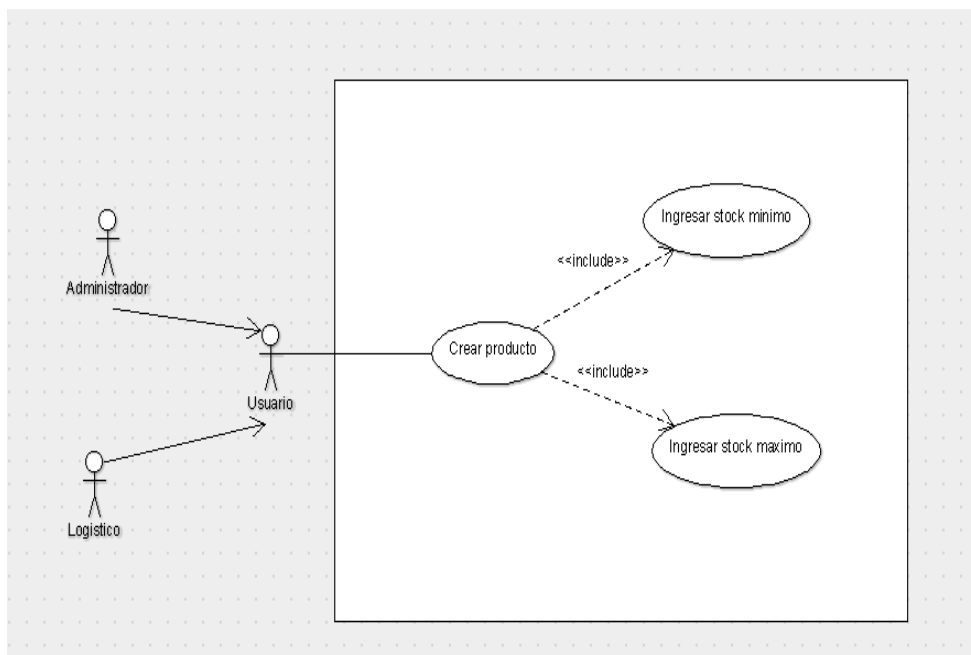 Ingresar stock minimo
<<include>>
Administrador
Crear producto
<<include>>
Usuario
Ingresar stock maximo
Logistico